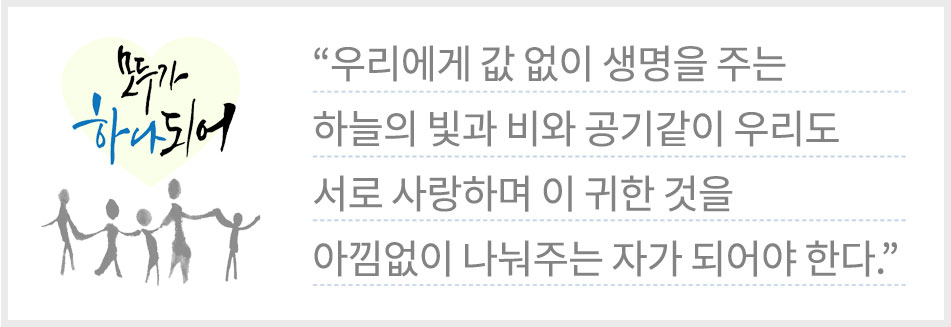 모두가
하나되어
“우리에게 값 없이 생명을 주는
하늘의 빛과 비와 공기같이 우리도
서로 사랑하며 이 귀한 것을
아낌없이 나눠주는 자가 되어야 한다.”